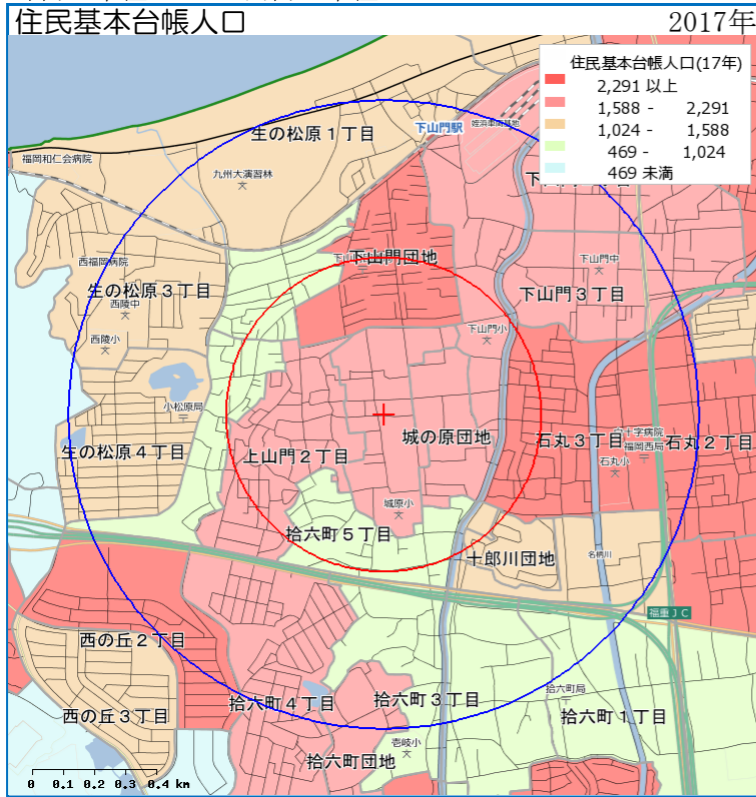 住民基本台帳人口
2017年
住民基本台帳人口(17年)
2,291 以上
1,588 - 2,291
1,024 - 1,588
469 - 1,024
469 未満
生の松原１丁目
下山門駅
福岡和仁会病院
九州大演習林
下山門団地
西福岡病院
生の松原３丁目
西陵中
西陵小
下山門中
下山門３丁目
下山門小
小松原局
城の原団地
石丸３丁目
石丸２丁目
福岡西局
石丸小
生の松原４丁目
上山門２丁目
城原小
拾六町５丁目
十郎川団地
名柄川
福重ＪＣ
西の丘２丁目
西の丘３丁目
拾六町４丁目
拾六町３丁目
拾六町局
拾六町１丁目
壱岐小
拾六町団地
0 0.1 0.2 0.3 0.4 km